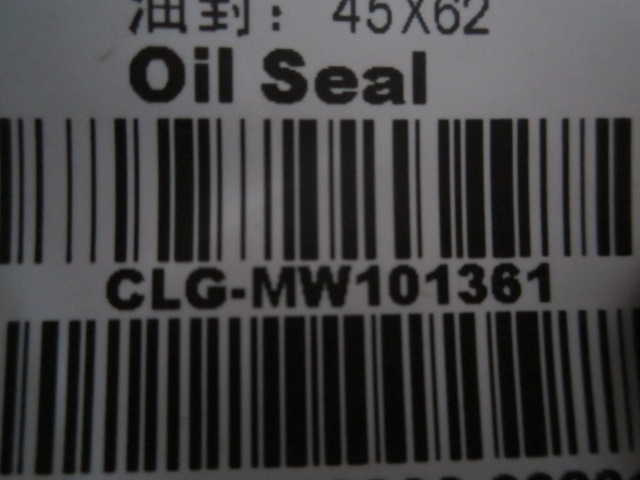 油封: 45X62
Oil Seal
CLG-MW101361